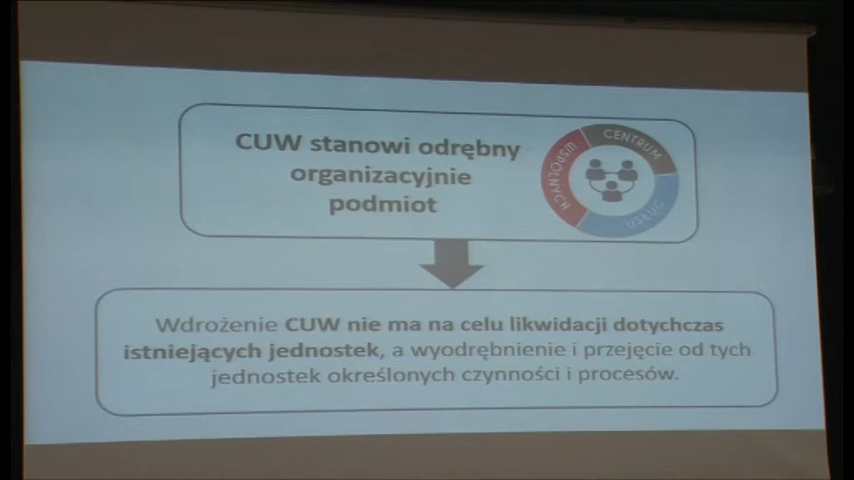 CUW stanowi odrębny
organizacyjnie
podmiot
CENTRUM
USŁUG
WSPÓLNYCH
Wdrożenie CUW nie ma na celu likwidacji dotychczas
istniejących jednostek, a wyodrębnienie i przejęcie od tych
jednostek określonych czynności i procesów.